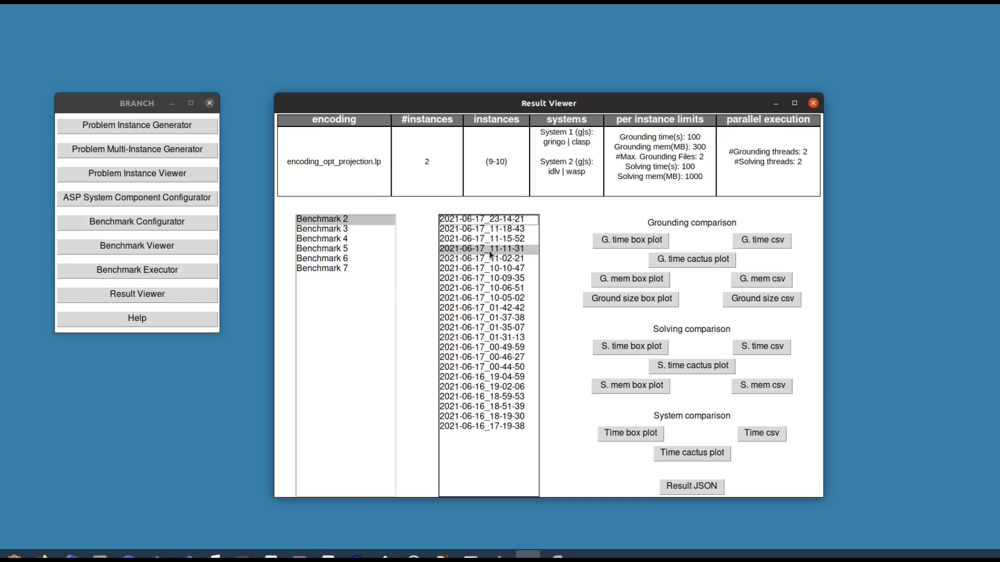 BRANCH
Problem Instance Generator
Problem Multi-Instance Generator
Problem Instance Viewer
ASP System Component Configurator
Benchmark Configurator
Benchmark Viewer
Benchmark Executor
Result Viewer
Help
Result Viewer
encoding #instances instances systems per instance limits parallel execution
encoding_opt_projection.lp
2
(9-10)
System 1 (g|s):
gringo | clasp
System 2 (g|s):
idlv | wasp
Grounding time(s): 100
Grounding mem(MB): 300
#Max. Grounding Files: 2
Solving time(s): 100
Solving mem(MB): 1000
#Grounding threads: 2
#Solving threads: 2
Benchmark 2
Benchmark 3
Benchmark 4
Benchmark 5
Benchmark 6
Benchmark 7
2021-06-17_23-14-21
2021-06-17_11-18-43
2021-06-17_11-15-52
2021-06-17_11-11-31
2021-06-17_11-02-21
2021-06-17_10-10-47
2021-06-17_10-09-35
2021-06-17_10-06-51
2021-06-17_10-05-02
2021-06-17_01-42-42
2021-06-17_01-37-38
2021-06-17_01-35-07
2021-06-17_01-31-13
2021-06-17_00-49-59
2021-06-17_00-46-27
2021-06-17_00-44-50
2021-06-16_19-04-59
2021-06-16_19-02-06
2021-06-16_18-59-53
2021-06-16_18-51-39
2021-06-16_18-19-30
2021-06-16_17-19-38
Grounding comparison
G. time box plot G. time csv
G. time cactus plot
G. mem box plot G. mem csv
Ground size box plot Ground size csv
Solving comparison
S. time box plot S. time csv
S. time cactus plot
S. mem box plot S. mem csv
System comparison
Time box plot Time csv
Time cactus plot
Result JSON